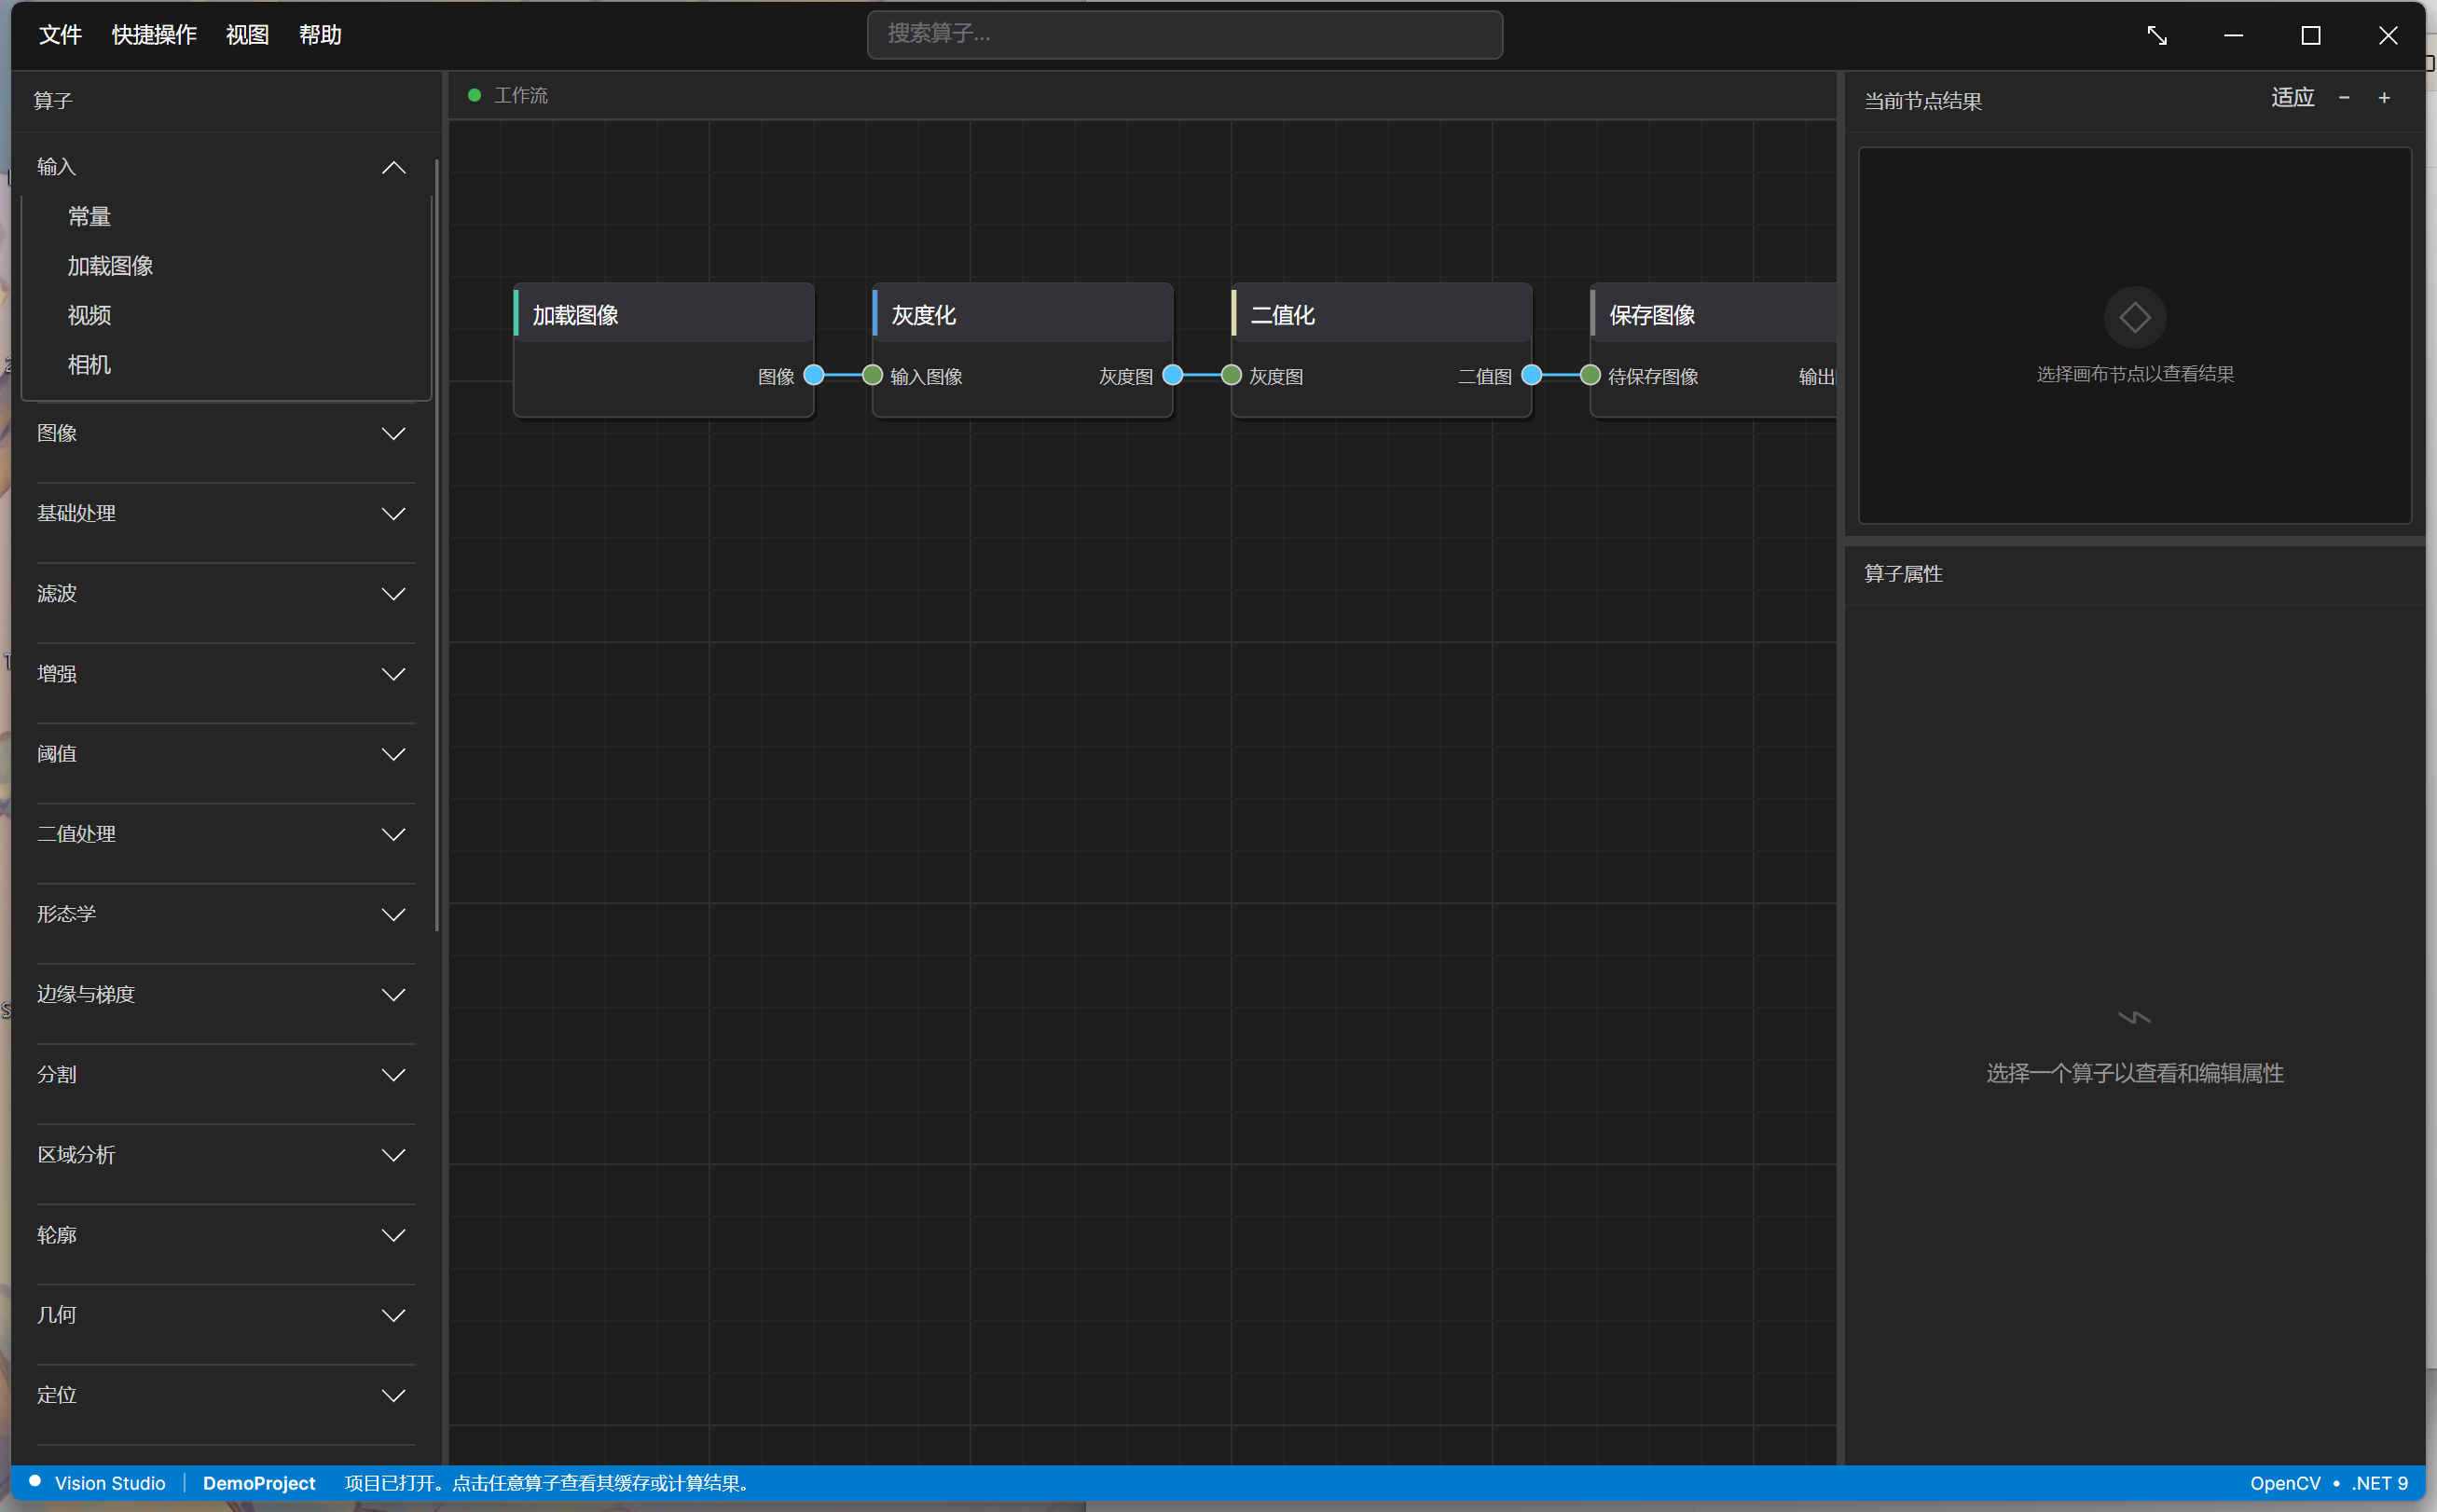 文件 快捷操作 视图 帮助 搜索算子...
算子
输入
常量
加载图像
视频
相机
图像
基础处理
滤波
增强
阈值
二值处理
形态学
边缘与梯度
分割
区域分析
轮廓
几何
定位
工作流
加载图像
图像
灰度化
输入图像 灰度图
二值化
灰度图 二值图
保存图像
待保存图像 输出
当前节点结果 适应 - +
选择画布节点以查看结果
算子属性
选择一个算子以查看和编辑属性
Vision Studio | DemoProject 项目已打开。点击任意算子查看其缓存或计算结果。 OpenCV • .NET 9